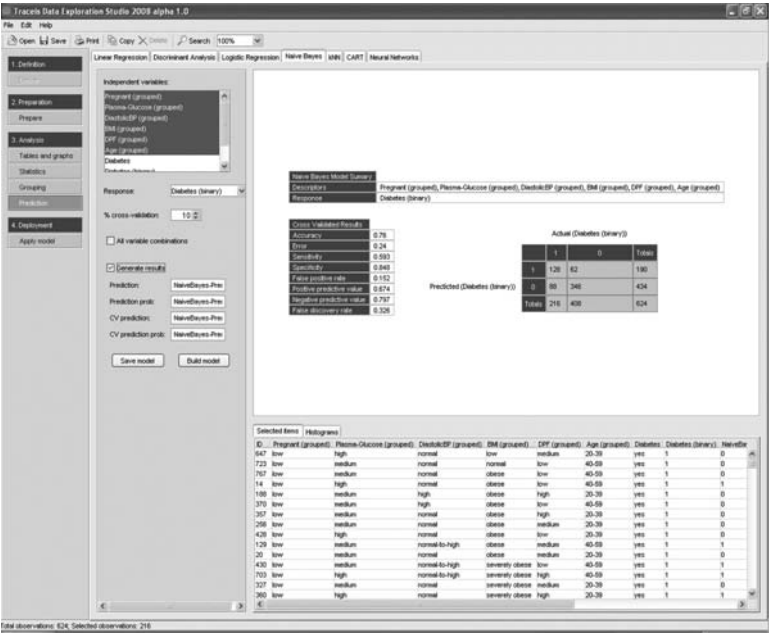 Traceis Data Exploration Studio 2009 alpha 1.0
File Edit Help
Open Save Print Copy Delete Search 100%
1. Definition
2. Preparation
Prepare
3. Analysis
Tables and graphs
Statistics
Grouping
Prediction
4. Deployment
Apply model
Linear Regression Discriminant Analysis Logistic Regression Naive Bayes kNN CART Neural Networks
Independent variables:
Pregnant (grouped)
Plasma-Glucose (grouped)
DiastolicBP (grouped)
BMI (grouped)
DPF (grouped)
Age (grouped)
Diabetes
Diabetes (binary)
Response: Diabetes (binary)
% cross-validation 10
All variable combinations
Generate results
Prediction: NaiveBayes-Pre
Prediction prob: NaiveBayes-Pre
CV prediction: NaiveBayes-Pre
CV prediction prob: NaiveBayes-Pre
Save model Build model
Naive Bayes Model Sumary
Descriptors Pregnant (grouped), Plasma-Glucose (grouped), DiastolicBP (grouped), BMI (grouped), DPF (grouped), Age (grouped)
Response Diabetes (binary)
Cross Validated Results
Accuracy 0.76
Error 0.24
Sensitivity 0.593
Specificity 0.848
False positive rate 0.152
Positive predictive value 0.674
Negative predictive value 0.797
False discovery rate 0.326
Actual (Diabetes (binary))
1 0 Totals
1 128 62 190
Predicted (Diabetes (binary)) 0 88 346 434
Totals 216 408 624
Selected items Histograms
ID Pregnant (grouped) Plasma-Glucose (grouped) DiastolicBP (grouped) BMI (grouped) DPF (grouped) Age (grouped) Diabetes Diabetes (binary) NaiveBa
647 low high normal low medium 20-39 yes 1 0
723 low medium normal normal low 40-59 yes 1 0
767 low medium normal obese low 40-59 yes 1 0
14 low high normal obese low 40-59 yes 1 1
188 low medium high obese high 20-39 yes 1 0
370 low medium high obese low 40-59 yes 1 0
357 low medium normal obese high 20-39 yes 1 0
258 low medium normal obese medium 20-39 yes 1 0
428 low high normal obese low 20-39 yes 1 0
129 low medium normal-to-high obese medium 40-59 yes 1 1
20 low medium normal obese medium 20-39 yes 1 0
430 low medium normal-to-high severely obese low 40-59 yes 1 1
703 low high normal-to-high severely obese high 40-59 yes 1 1
327 low medium normal severely obese medium 20-39 yes 1 0
360 low high normal severely obese high 20-39 yes 1 1
Total observations: 624; Selected observations: 216